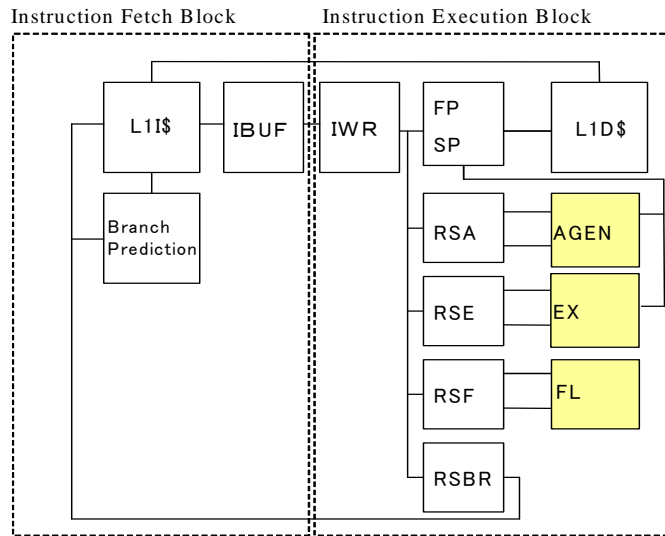 Instruction Fetch Block
Instruction Execution Block
L1I$
IBUF
IWR
FP
SP
L1D$
Branch
Prediction
RSA
AGEN
RSE
EX
RSF
FL
RSBR